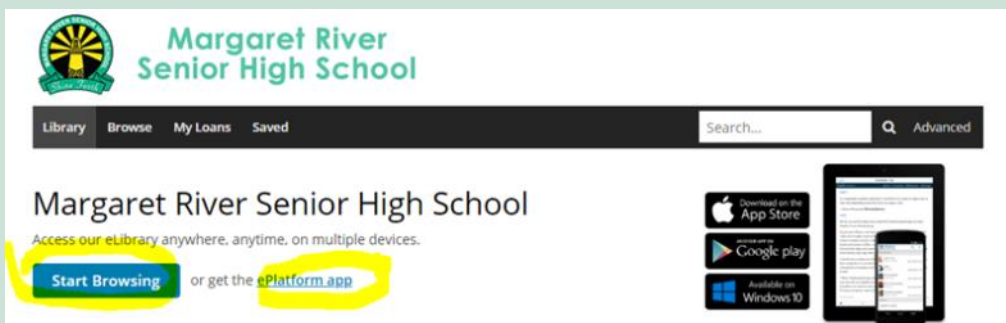 Margaret River
Senior High School
Shine Forth
Library Browse My Loans Saved Search... Advanced
Margaret River Senior High School
Access our eLibrary anywhere, anytime, on multiple devices.
Start Browsing or get the ePlatform app
Download on the
App Store
Google play
Available on
Windows 10